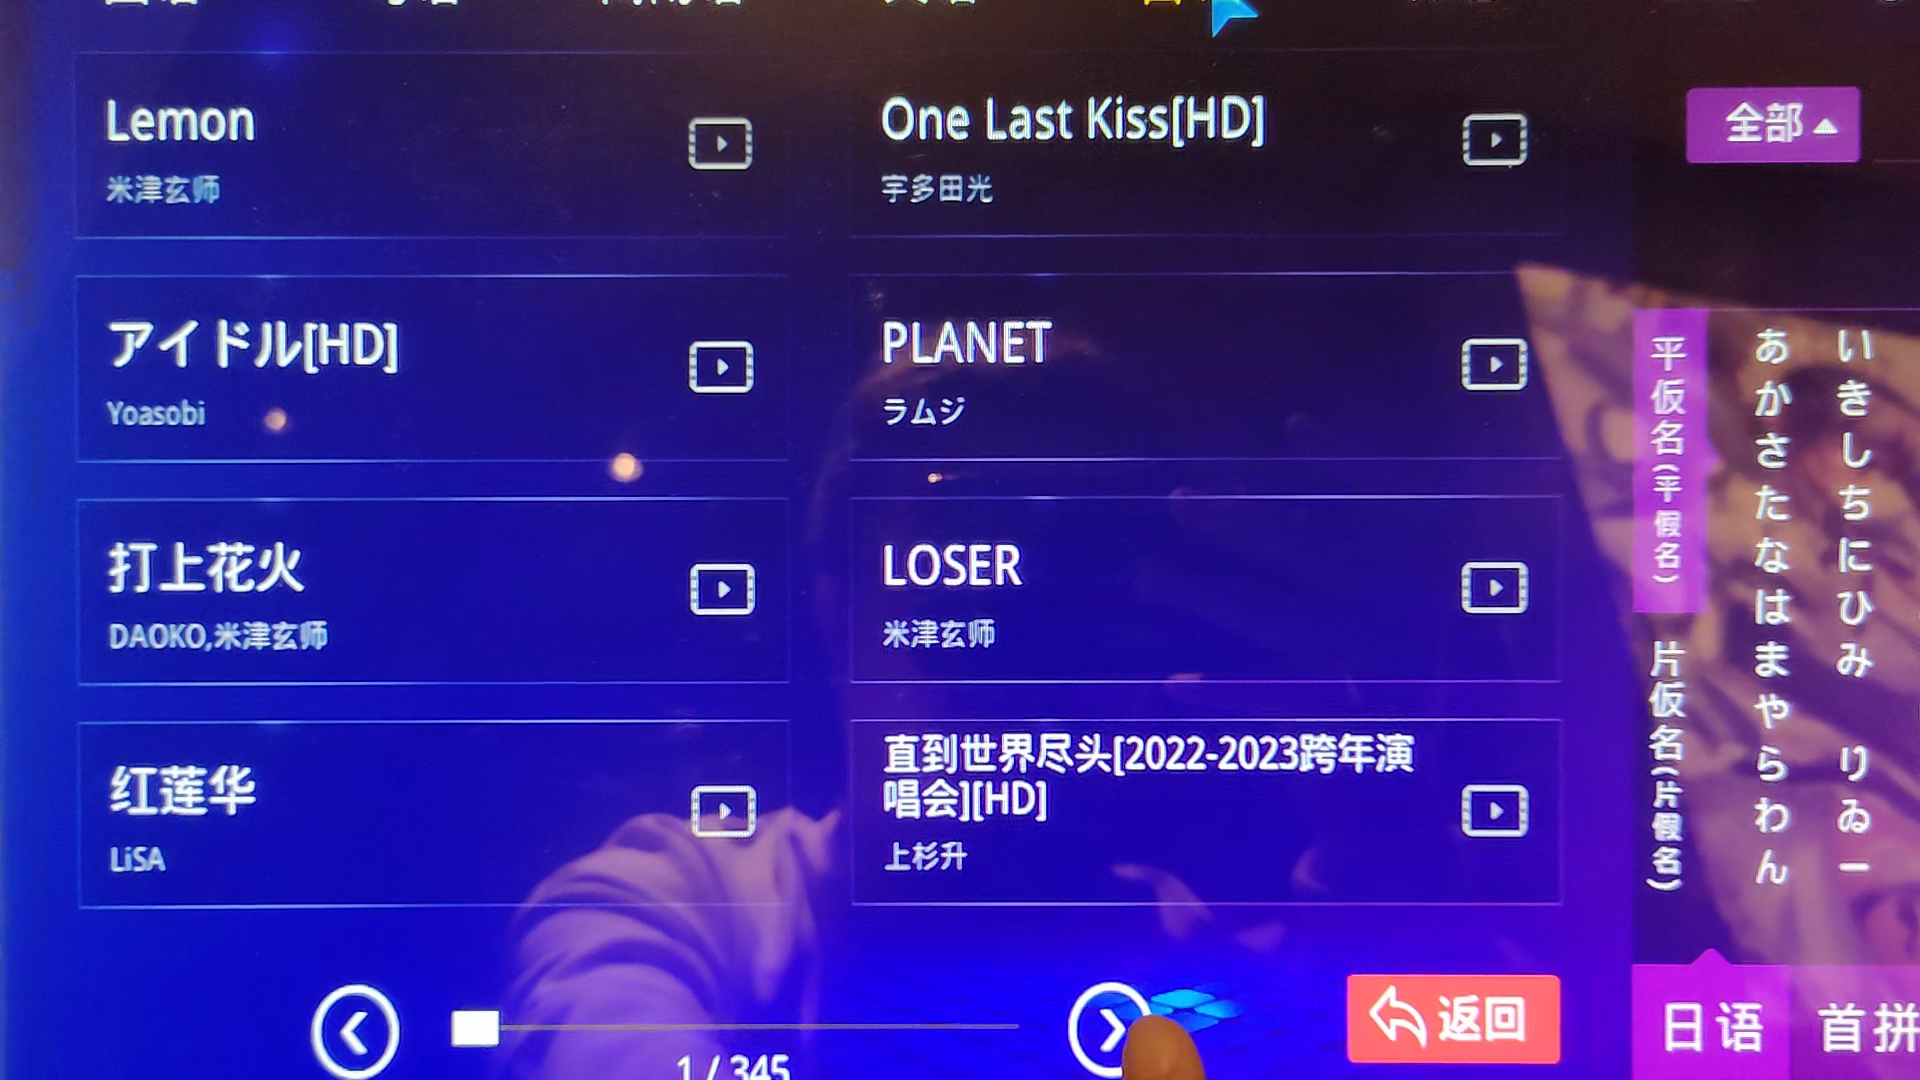 Lemon
米津玄师
One Last Kiss[HD]
宇多田光
全部
アイドル[HD]
Yoasobi
PLANET
ラムジ
打上花火
DAOKO,米津玄师
LOSER
米津玄师
红莲华
LiSA
直到世界尽头[2022-2023跨年演
唱会][HD]
上杉升
平仮名(平假名)
片仮名(片假名)
あかさたなはまやらわん
いきしちにひみ りゐー
1 / 345
返回
日语
首拼